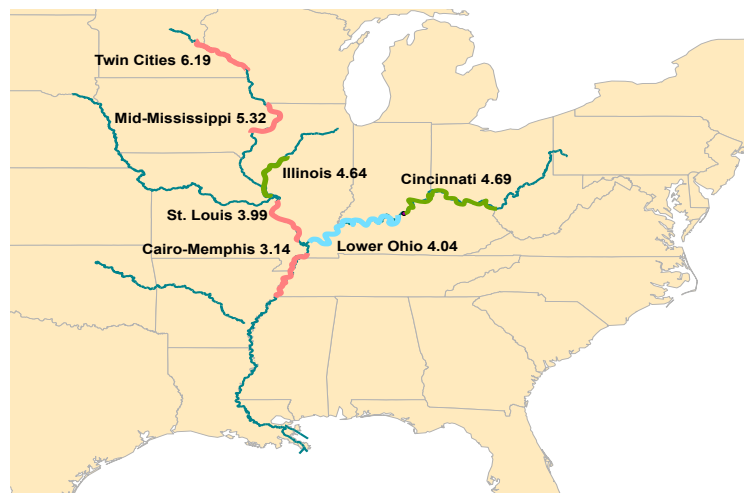 Twin Cities 6.19
Mid-Mississippi 5.32
Illinois 4.64
Cincinnati 4.69
St. Louis 3.99
Cairo-Memphis 3.14
Lower Ohio 4.04